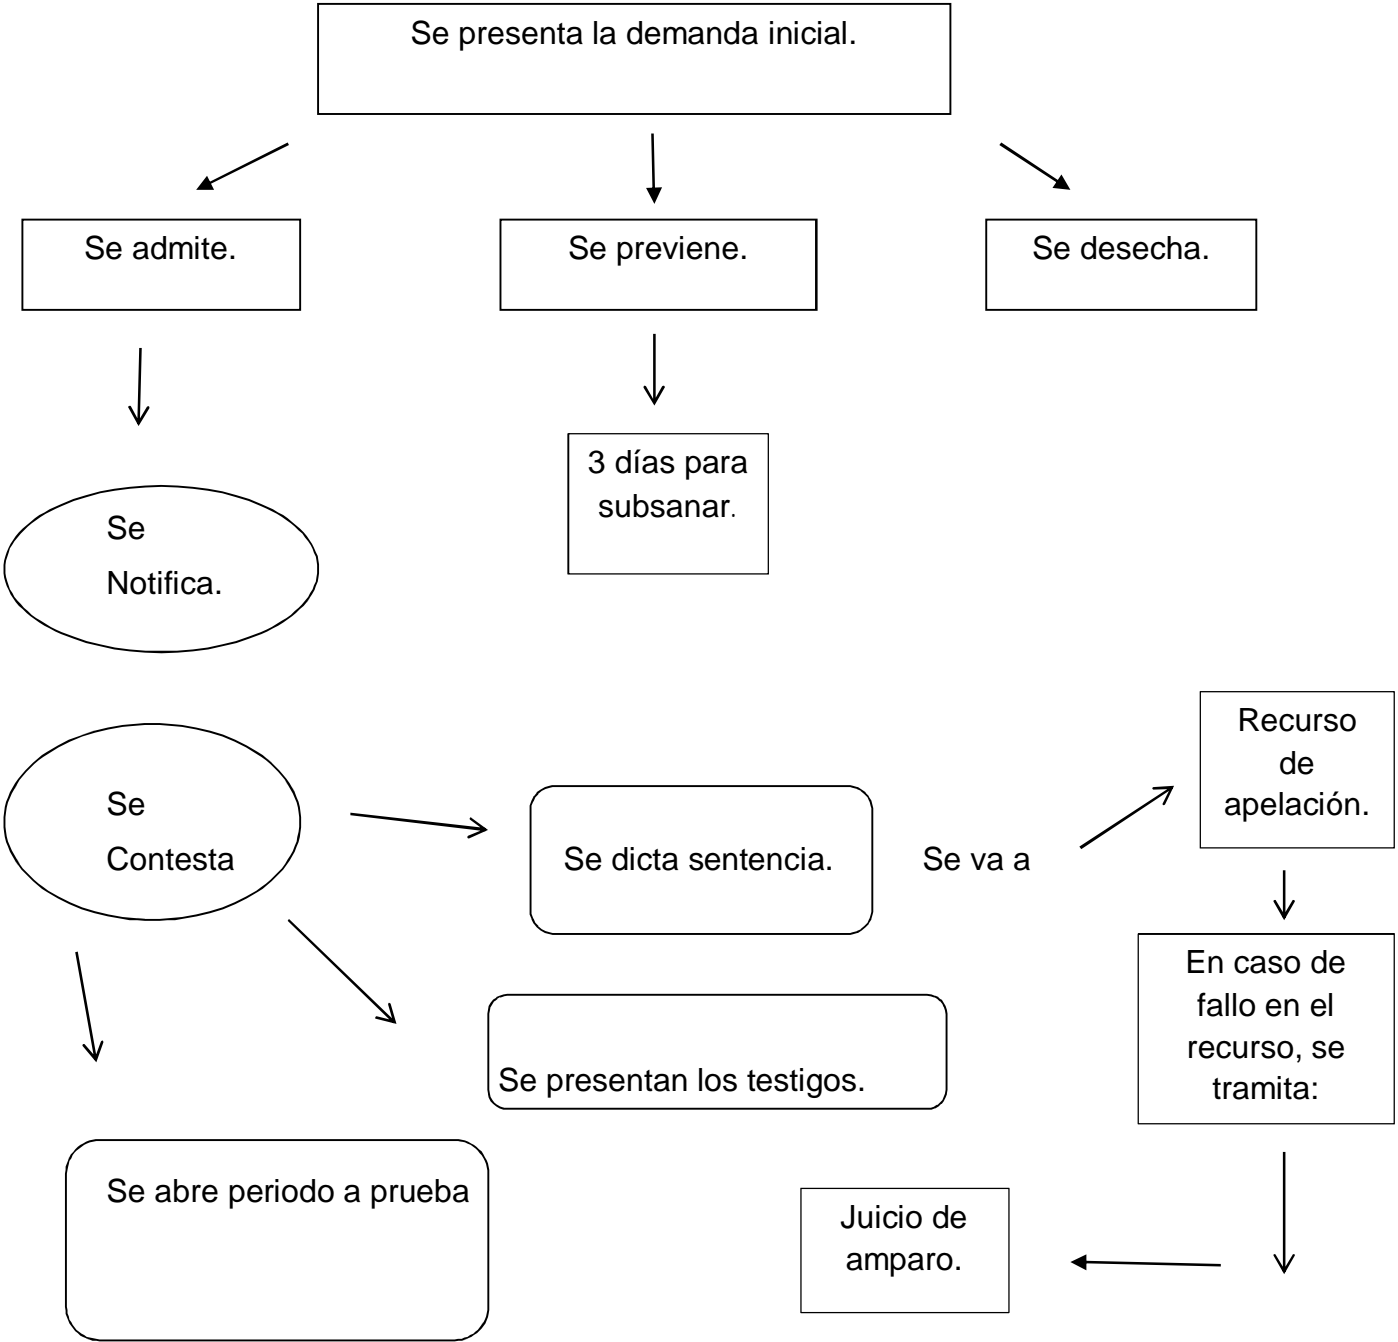 Se presenta la demanda inicial.
Se admite.
Se previene.
Se desecha.
3 días para
subsanar.
Se
Notifica.
Se
Contesta
Se dicta sentencia.
Se va a
Recurso
de
apelación.
En caso de
fallo en el
recurso, se
tramita:
Se presentan los testigos.
Se abre periodo a prueba
Juicio de
amparo.